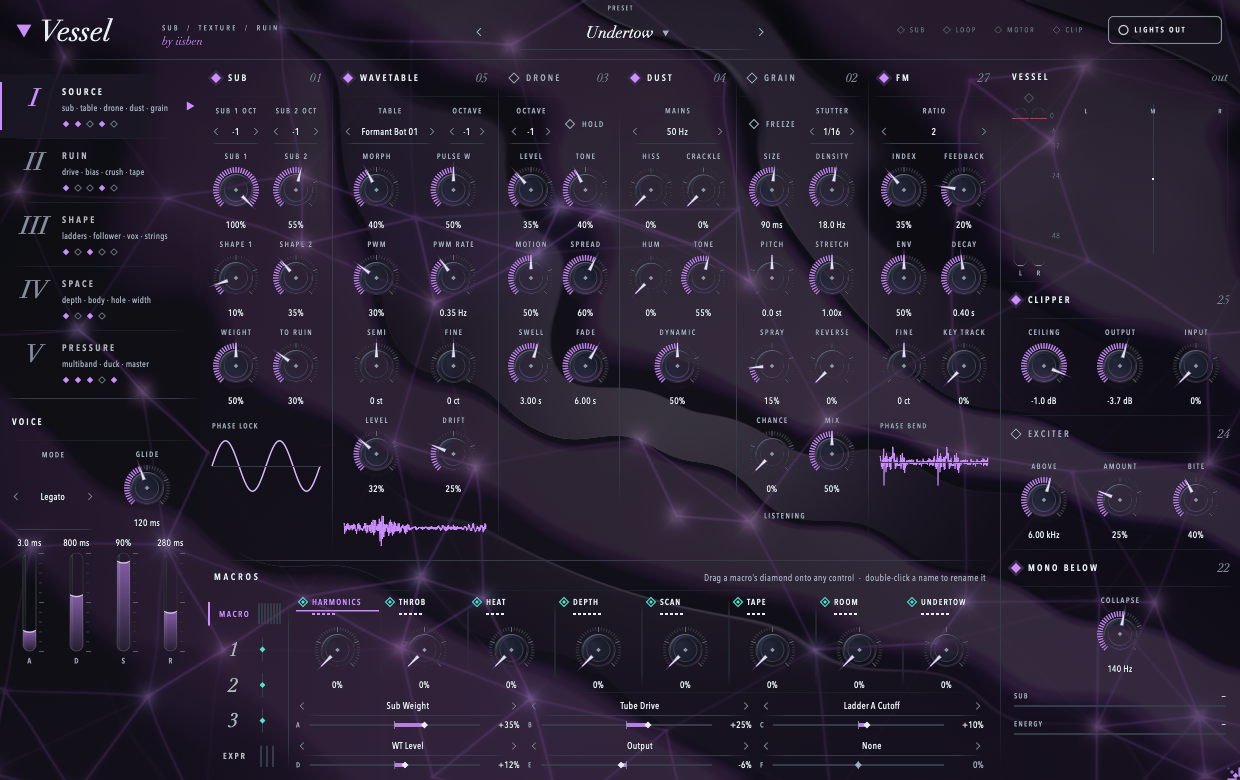 PRESET
Vessel
SUB / TEXTURE / RUIN
by iisben
Undertow
SUB LOOP MOTOR CLIP
LIGHTS OUT
I SOURCE
sub · table · drone · dust · grain
II RUIN
drive · bias · crush · tape
III SHAPE
ladders · follower · vox · strings
IV SPACE
depth · body · hole · width
V PRESSURE
multiband · duck · master
VOICE
MODE GLIDE
Legato
120 ms
3.0 ms 800 ms 90% 280 ms
A D S R
SUB 01
SUB 1 OCT SUB 2 OCT
-1 -1
SUB 1 SUB 2
100% 55%
SHAPE 1 SHAPE 2
10% 35%
WEIGHT TO RUIN
50% 30%
PHASE LOCK
WAVETABLE 05
TABLE OCTAVE
Formant Bot 01 -1
MORPH PULSE W
40% 50%
PWM PWM RATE
30% 0.35 Hz
SEMI FINE
0 st 0 ct
LEVEL DRIFT
32% 25%
DRONE 03
OCTAVE
-1 HOLD
LEVEL TONE
35% 40%
MOTION SPREAD
50% 60%
SWELL FADE
3.00 s 6.00 s
DUST 04
MAINS
50 Hz
HISS CRACKLE
0% 0%
HUM TONE
0% 55%
DYNAMIC
50%
GRAIN 02
STUTTER
FREEZE 1/16
SIZE DENSITY
90 ms 18.0 Hz
PITCH STRETCH
0.0 st 1.00x
SPRAY REVERSE
15% 0%
CHANCE MIX
0% 50%
LISTENING
FM 27
RATIO
2
INDEX FEEDBACK
35% 20%
ENV DECAY
50% 0.40 s
FINE KEY TRACK
0 ct 0%
PHASE BEND
VESSEL out
L M R
0
24
48
L R
CLIPPER 25
CEILING OUTPUT INPUT
-1.0 dB -3.7 dB 0%
EXCITER 24
ABOVE AMOUNT BITE
6.00 kHz 25% 40%
MONO BELOW 22
COLLAPSE
140 Hz
SUB –
ENERGY –
MACROS
Drag a macro's diamond onto any control - double-click a name to rename it
MACRO
1
2
3
EXPR
HARMONICS THROB HEAT DEPTH SCAN TAPE ROOM UNDERTOW
0% 0% 0% 0% 0% 0% 0% 0%
Sub Weight Tube Drive Ladder A Cutoff
A +35% B +25% C +10%
WT Level Output None
D +12% E -6% F 0%